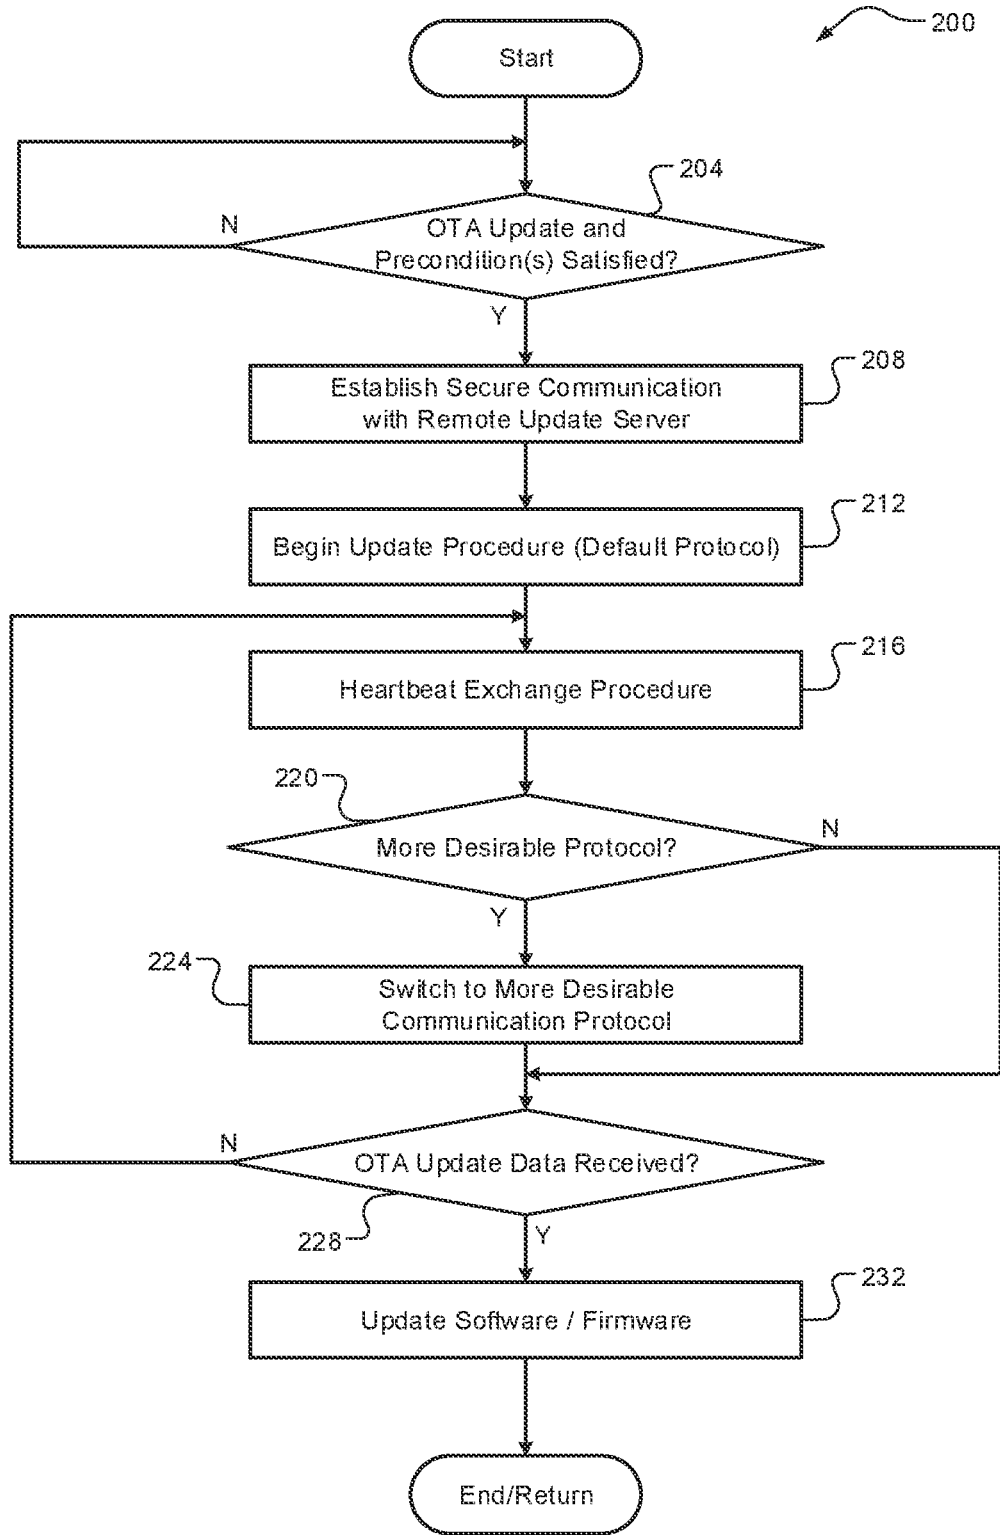 200
Start
204
N
OTA Update and
Precondition(s) Satisfied?
Y
208
Establish Secure Communication
with Remote Update Server
212
Begin Update Procedure (Default Protocol)
216
Heartbeat Exchange Procedure
220
N
More Desirable Protocol?
Y
224
Switch to More Desirable
Communication Protocol
N
OTA Update Data Received?
228
Y
232
Update Software / Firmware
End/Return